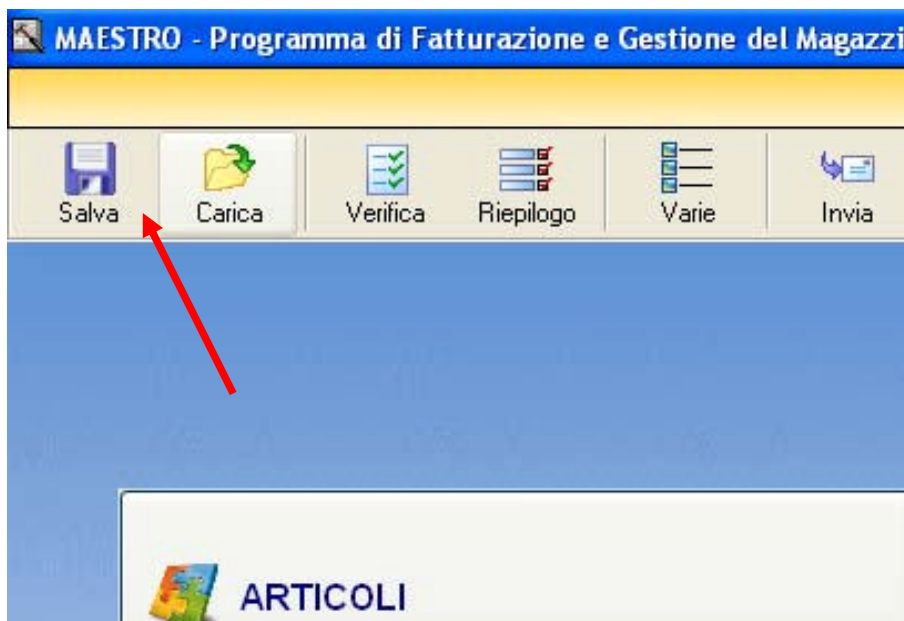 MAESTRO - Programma di Fatturazione e Gestione del Magazzi
Salva Carica Verifica Riepilogo Varie Invia
ARTICOLI